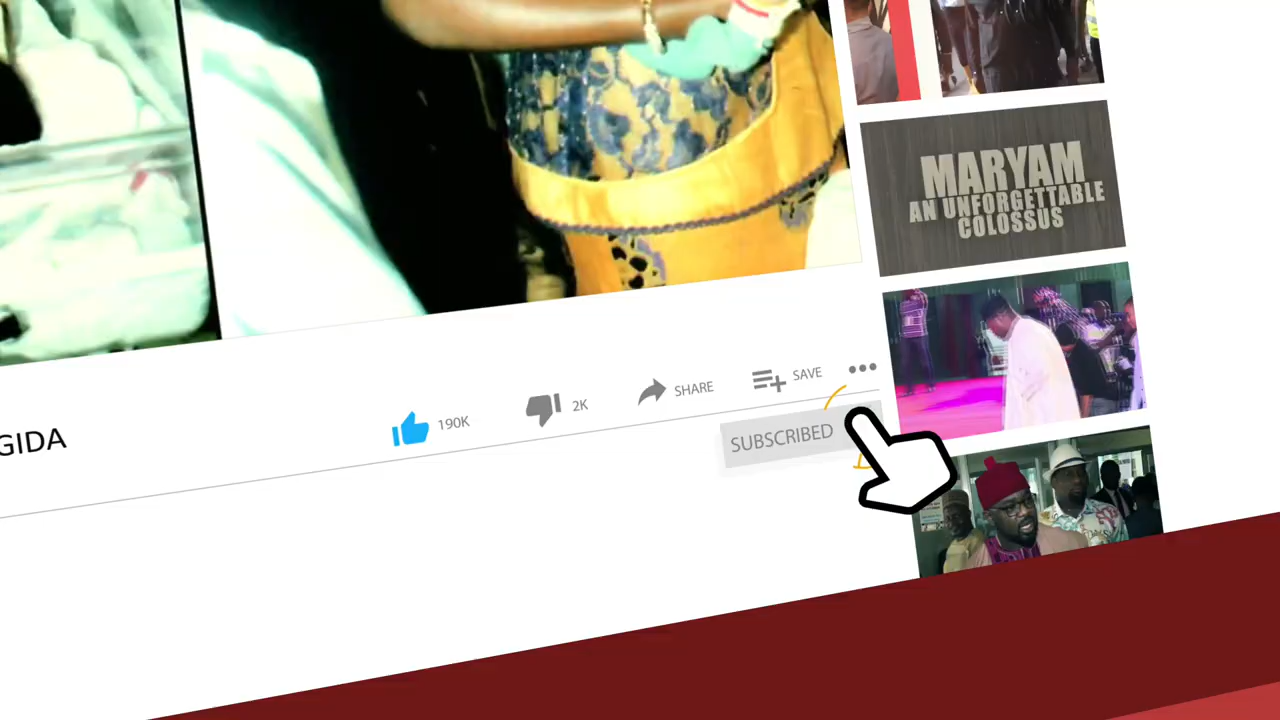 MARYAM
AN UNFORGETTABLE
COLOSSUS
GIDA
190K
2K
SHARE
SAVE
SUBSCRIBED